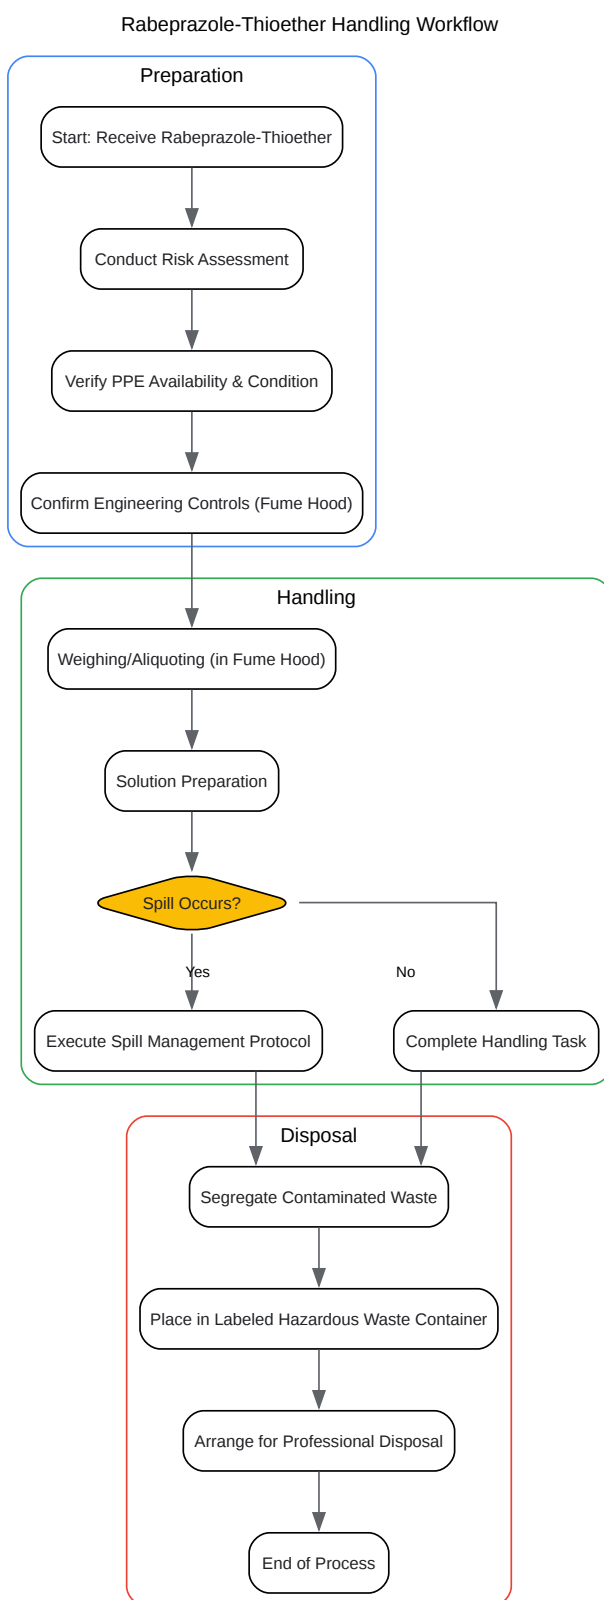 Rabeprazole-Thioether Handling Workflow
Preparation
Start: Receive Rabeprazole-Thioether
Conduct Risk Assessment
Verify PPE Availability & Condition
Confirm Engineering Controls (Fume Hood)
Handling
Weighing/Aliquoting (in Fume Hood)
Solution Preparation
Spill Occurs?
Yes
No
Execute Spill Management Protocol
Complete Handling Task
Disposal
Segregate Contaminated Waste
Place in Labeled Hazardous Waste Container
Arrange for Professional Disposal
End of Process